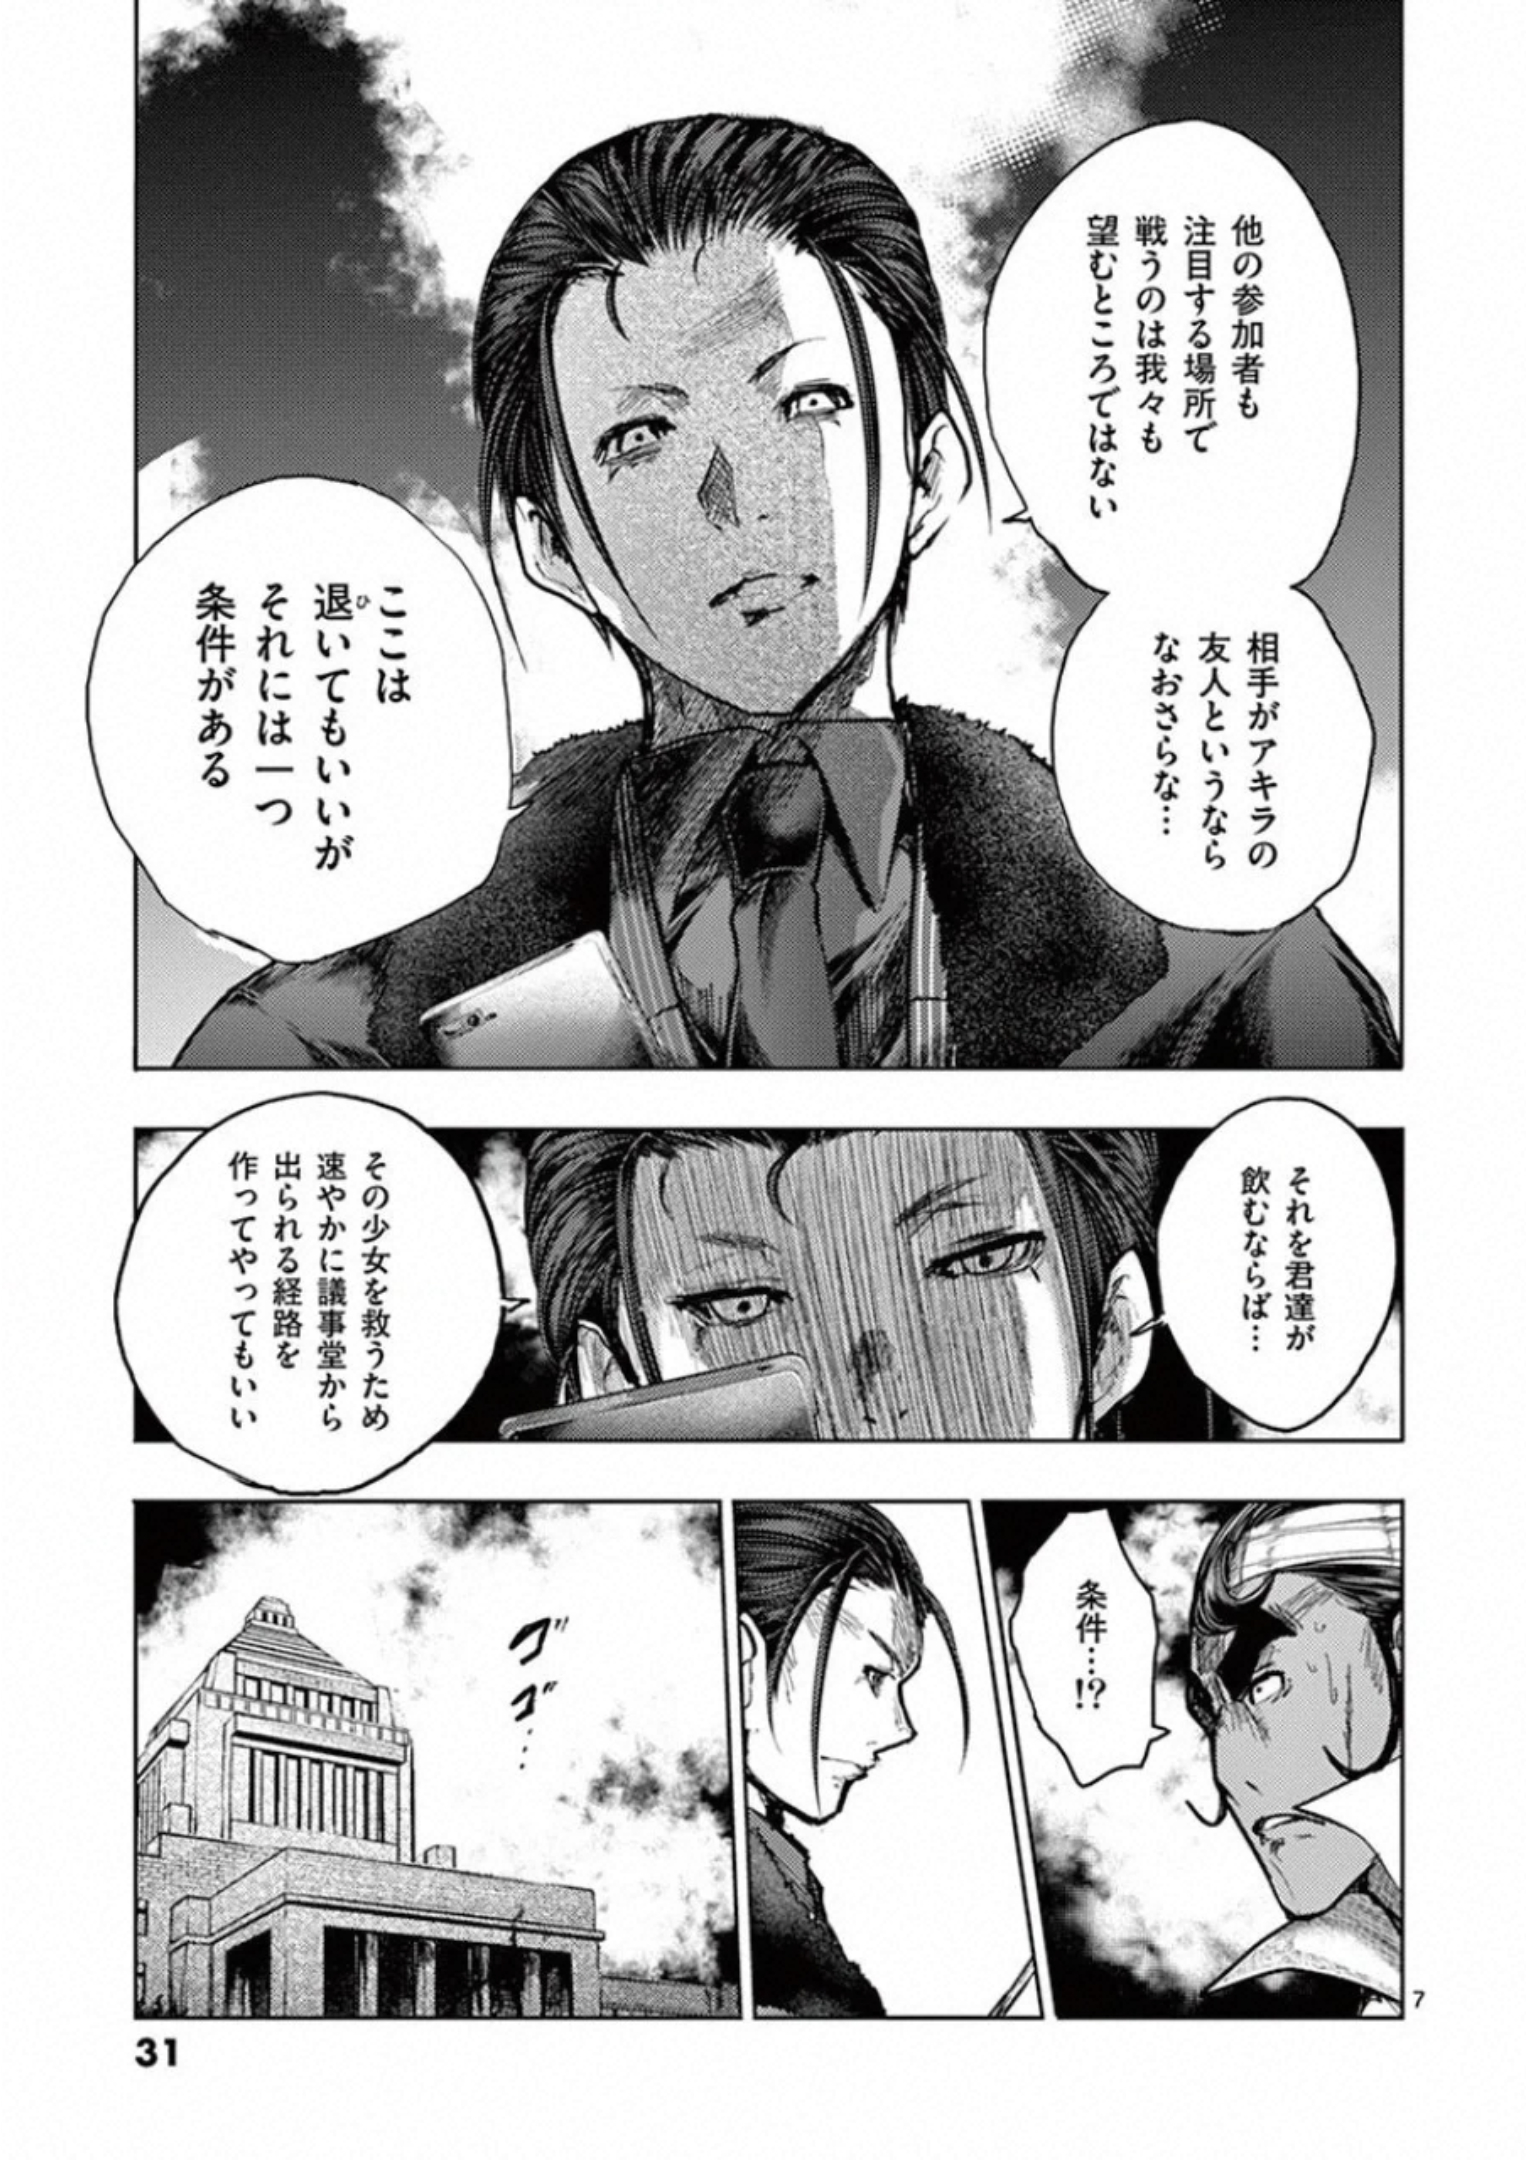 他の参加者も
注目する場所で
戦うのは我々も
望むところではない
相手がアキラの
友人というなら
なおさらな…
ここは
退いてもいいが
ひ
それには一つ
条件がある
それを君達が
飲むならば…
その少女を救うため
速やかに議事堂から
出られる経路を
作ってやってもいい
条件…!?
ゴ
ゴ…
7
31